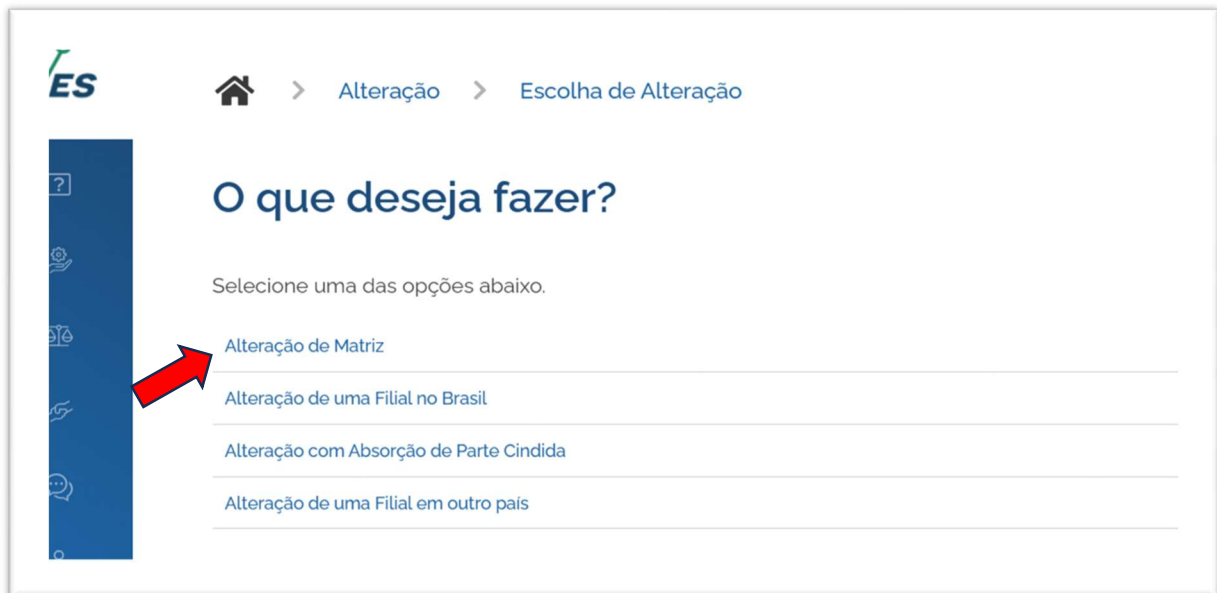 ES
> Alteração > Escolha de Alteração
?
O que deseja fazer?
Selecione uma das opções abaixo.
Alteração de Matriz
Alteração de uma Filial no Brasil
Alteração com Absorção de Parte Cindida
Alteração de uma Filial em outro país